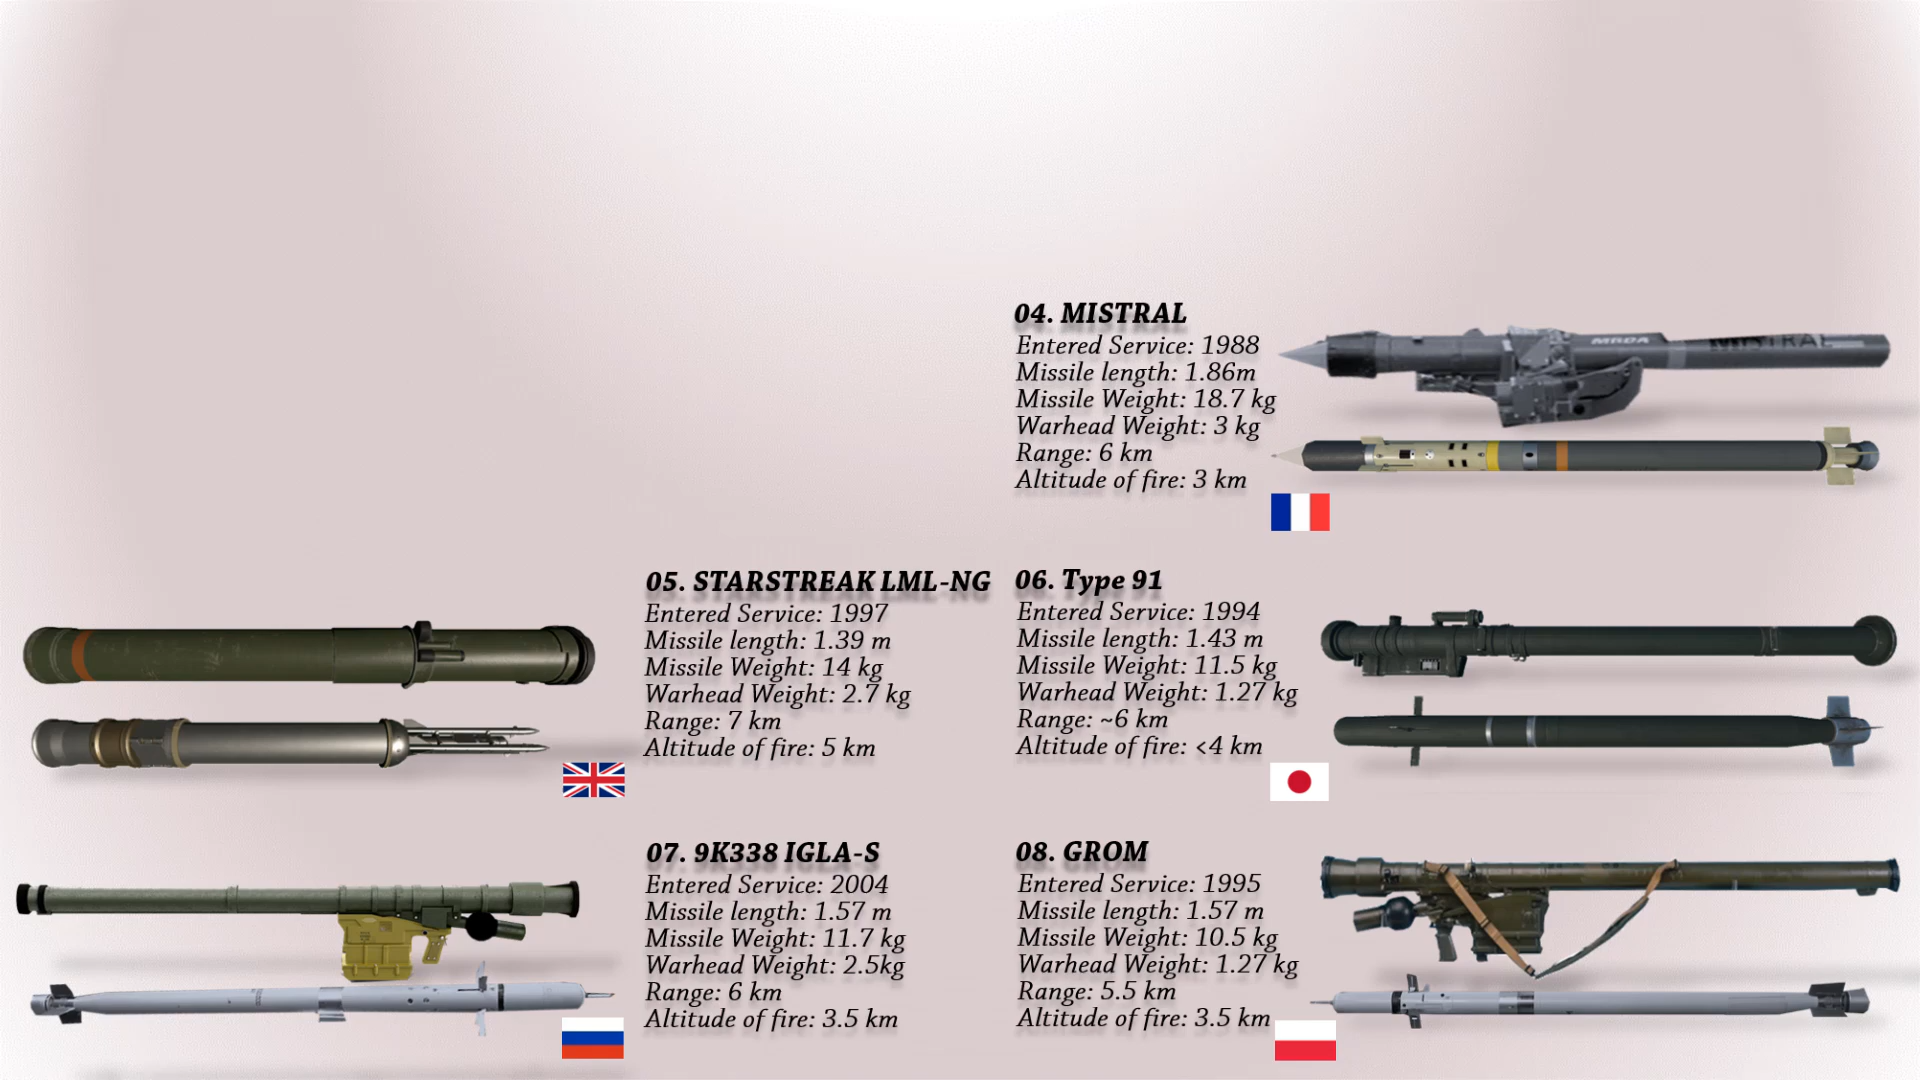 04. MISTRAL
Entered Service: 1988
Missile length: 1.86m
Missile Weight: 18.7 kg
Warhead Weight: 3 kg
Range: 6 km
Altitude of fire: 3 km
MBDA MISTRAL
05. STARSTREAK LML-NG
Entered Service: 1997
Missile length: 1.39 m
Missile Weight: 14 kg
Warhead Weight: 2.7 kg
Range: 7 km
Altitude of fire: 5 km
06. Type 91
Entered Service: 1994
Missile length: 1.43 m
Missile Weight: 11.5 kg
Warhead Weight: 1.27 kg
Range: ~6 km
Altitude of fire: <4 km
07. 9K338 IGLA-S
Entered Service: 2004
Missile length: 1.57 m
Missile Weight: 11.7 kg
Warhead Weight: 2.5kg
Range: 6 km
Altitude of fire: 3.5 km
08. GROM
Entered Service: 1995
Missile length: 1.57 m
Missile Weight: 10.5 kg
Warhead Weight: 1.27 kg
Range: 5.5 km
Altitude of fire: 3.5 km